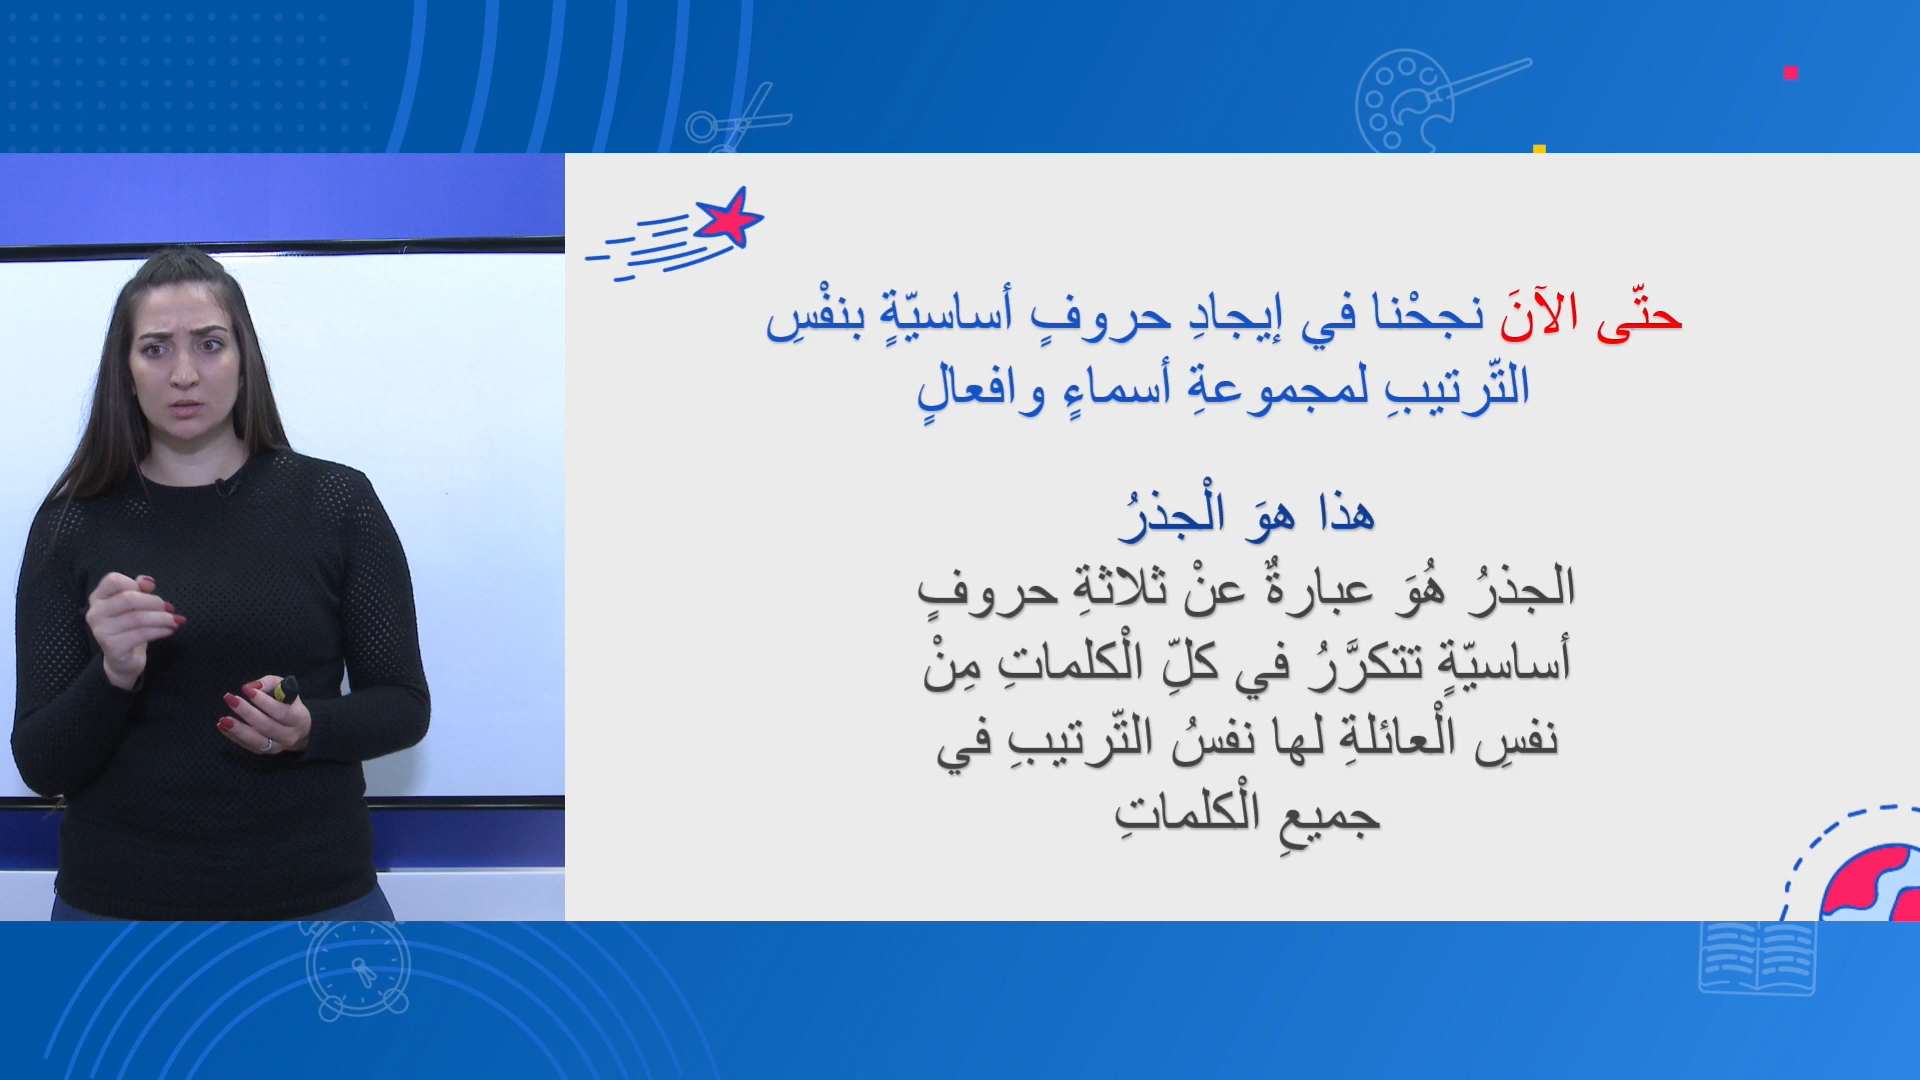 حتّى الآنَ نجحْنا في إيجادِ حروفٍ أساسيّةٍ بنفْسِ
التّرتيبِ لمجموعةِ أسماءٍ وافعالٍ
هذا هوَ الْجذرُ
الجذرُ هُوَ عبارةٌ عنْ ثلاثةِ حروفٍ
أساسيّةٍ تتكرَّرُ في كلِّ الْكلماتِ مِنْ
نفسِ الْعائلةِ لها نفسُ التّرتيبِ في
جميعِ الْكلماتِ